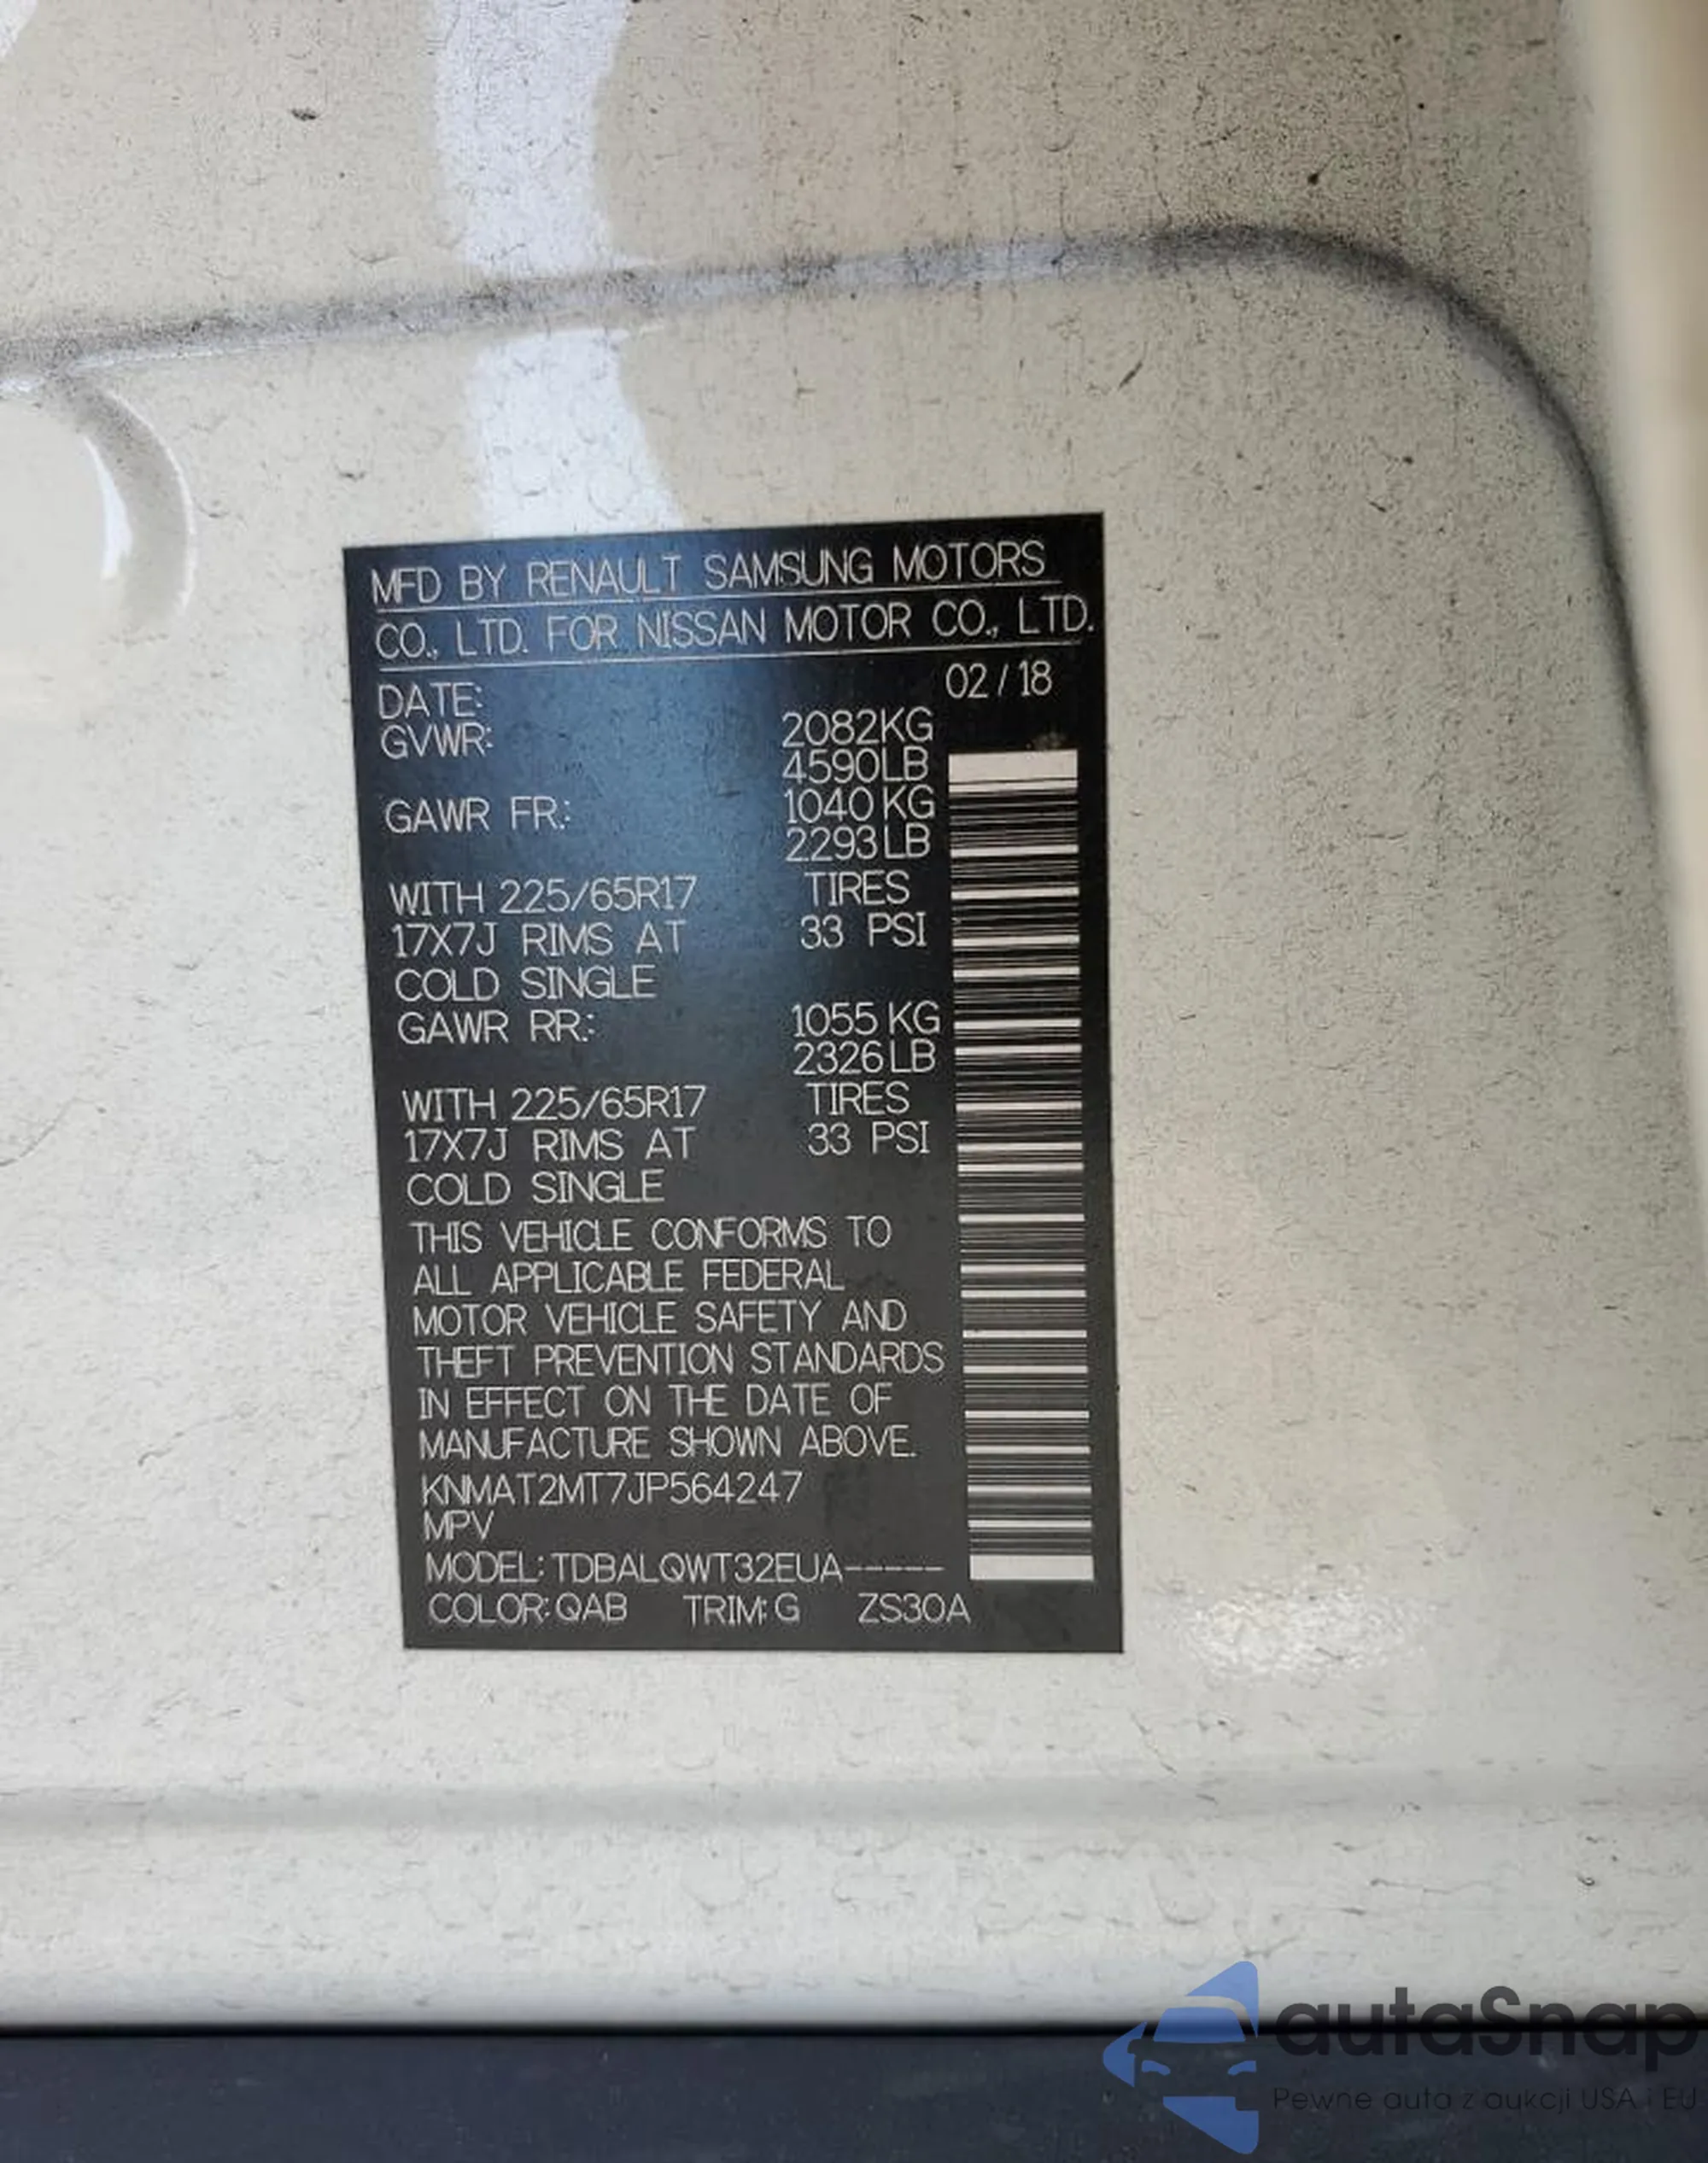 MFD BY RENAULT SAMSUNG MOTORS
CO., LTD. FOR NISSAN MOTOR CO., LTD.
DATE: 02 / 18
GVWR: 2082KG
4590LB
GAWR FR.: 1040 KG
2293LB
WITH 225/65R17 TIRES
17X7J RIMS AT 33 PSI
COLD SINGLE
GAWR RR.: 1055 KG
2326LB
WITH 225/65R17 TIRES
17X7J RIMS AT 33 PSI
COLD SINGLE
THIS VEHICLE CONFORMS TO
ALL APPLICABLE FEDERAL
MOTOR VEHICLE SAFETY AND
THEFT PREVENTION STANDARDS
IN EFFECT ON THE DATE OF
MANUFACTURE SHOWN ABOVE.
KNMAT2MT7JP564247
MPV
MODEL: TDBALQWT32EUA-----
COLOR: QAB TRIM: G ZS30A
autaSnap
Pewne auta z aukcji USA i EU